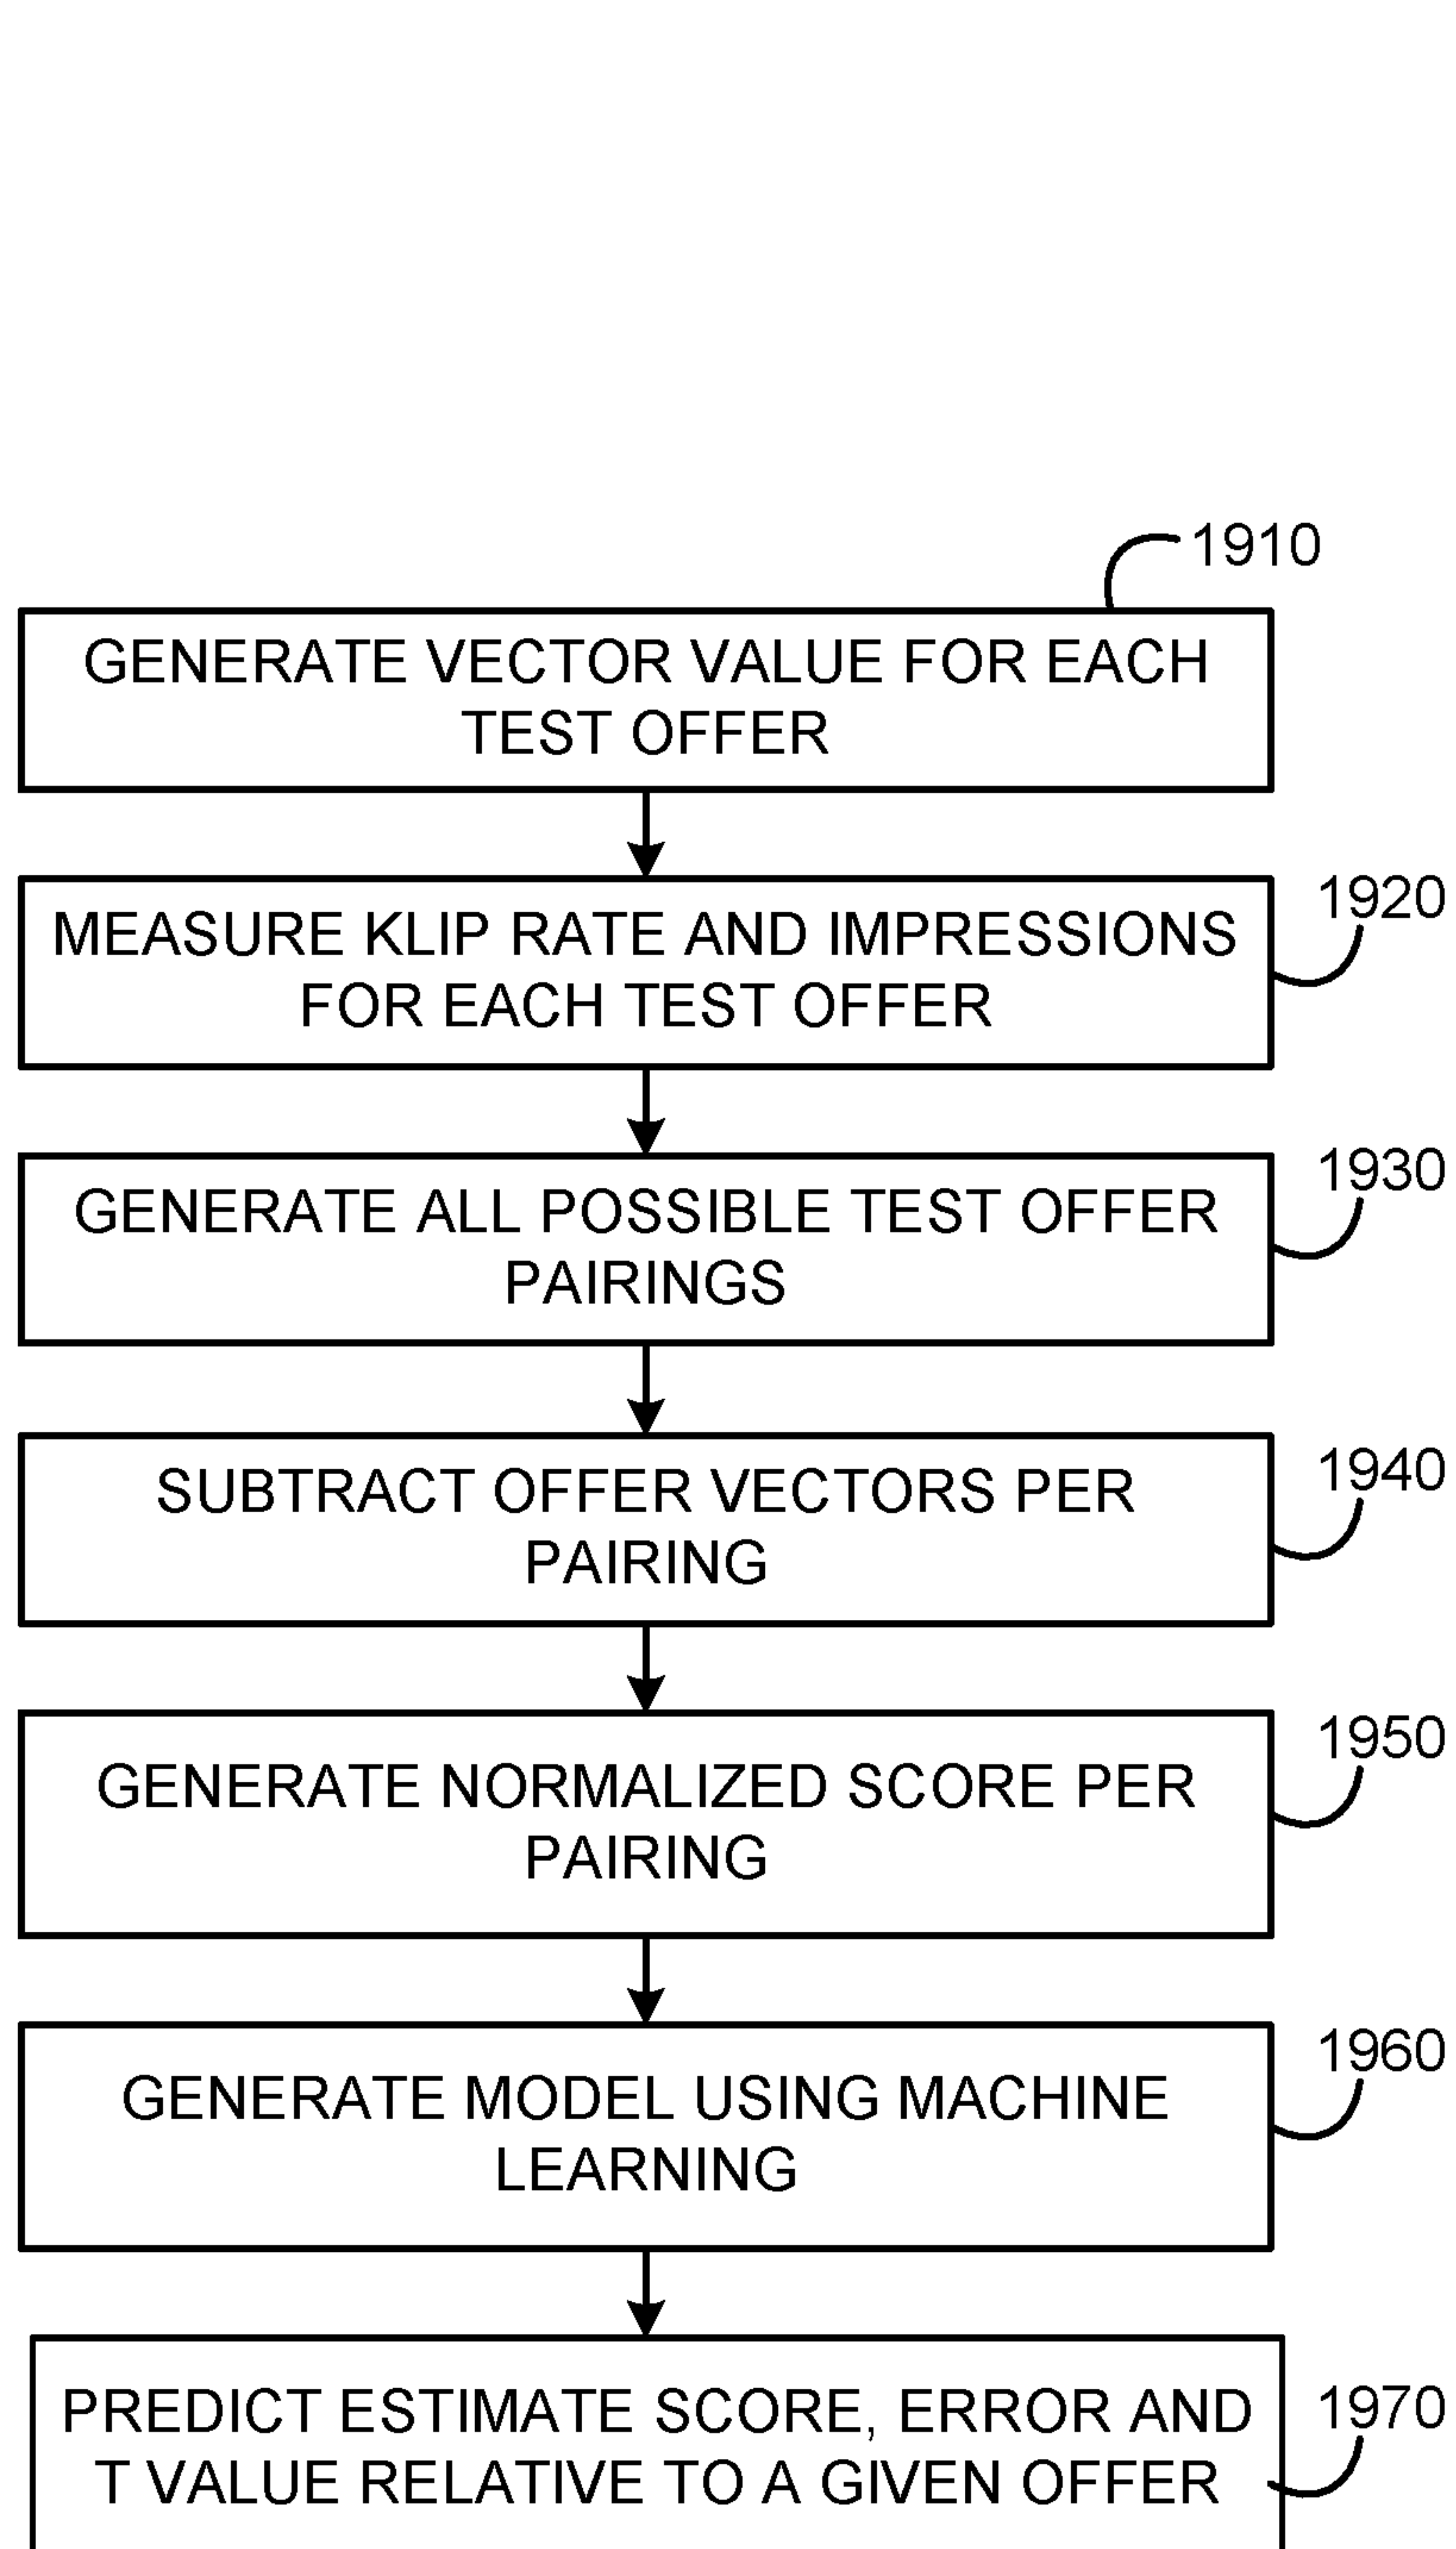 1910
GENERATE VECTOR VALUE FOR EACH
TEST OFFER
1920
MEASURE KLIP RATE AND IMPRESSIONS
FOR EACH TEST OFFER
1930
GENERATE ALL POSSIBLE TEST OFFER
PAIRINGS
1940
SUBTRACT OFFER VECTORS PER
PAIRING
1950
GENERATE NORMALIZED SCORE PER
PAIRING
1960
GENERATE MODEL USING MACHINE
LEARNING
1970
PREDICT ESTIMATE SCORE, ERROR AND
T VALUE RELATIVE TO A GIVEN OFFER